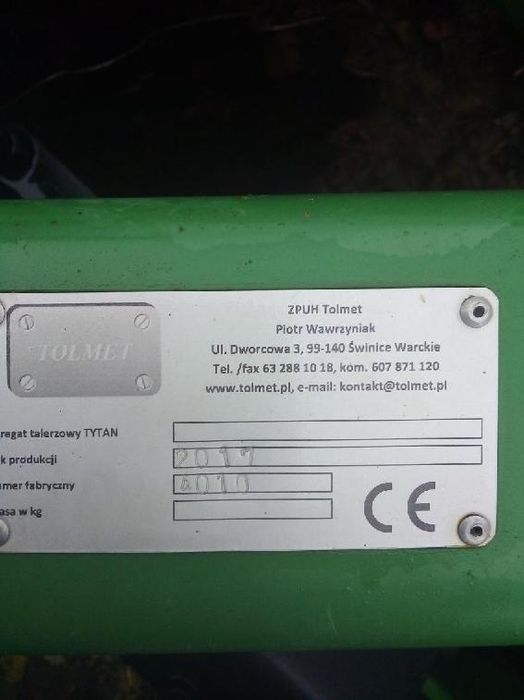 TOLMET
ZPUH Tolmet
Piotr Wawrzyniak
Ul. Dworcowa 3, 99-140 Świnice Warckie
Tel. /fax 63 288 10 18, kom. 607 871 120
www.tolmet.pl, e-mail: kontakt@tolmet.pl
regat talerzowy TYTAN
k produkcji 2017
mer fabryczny 4010
asa w kg
CE